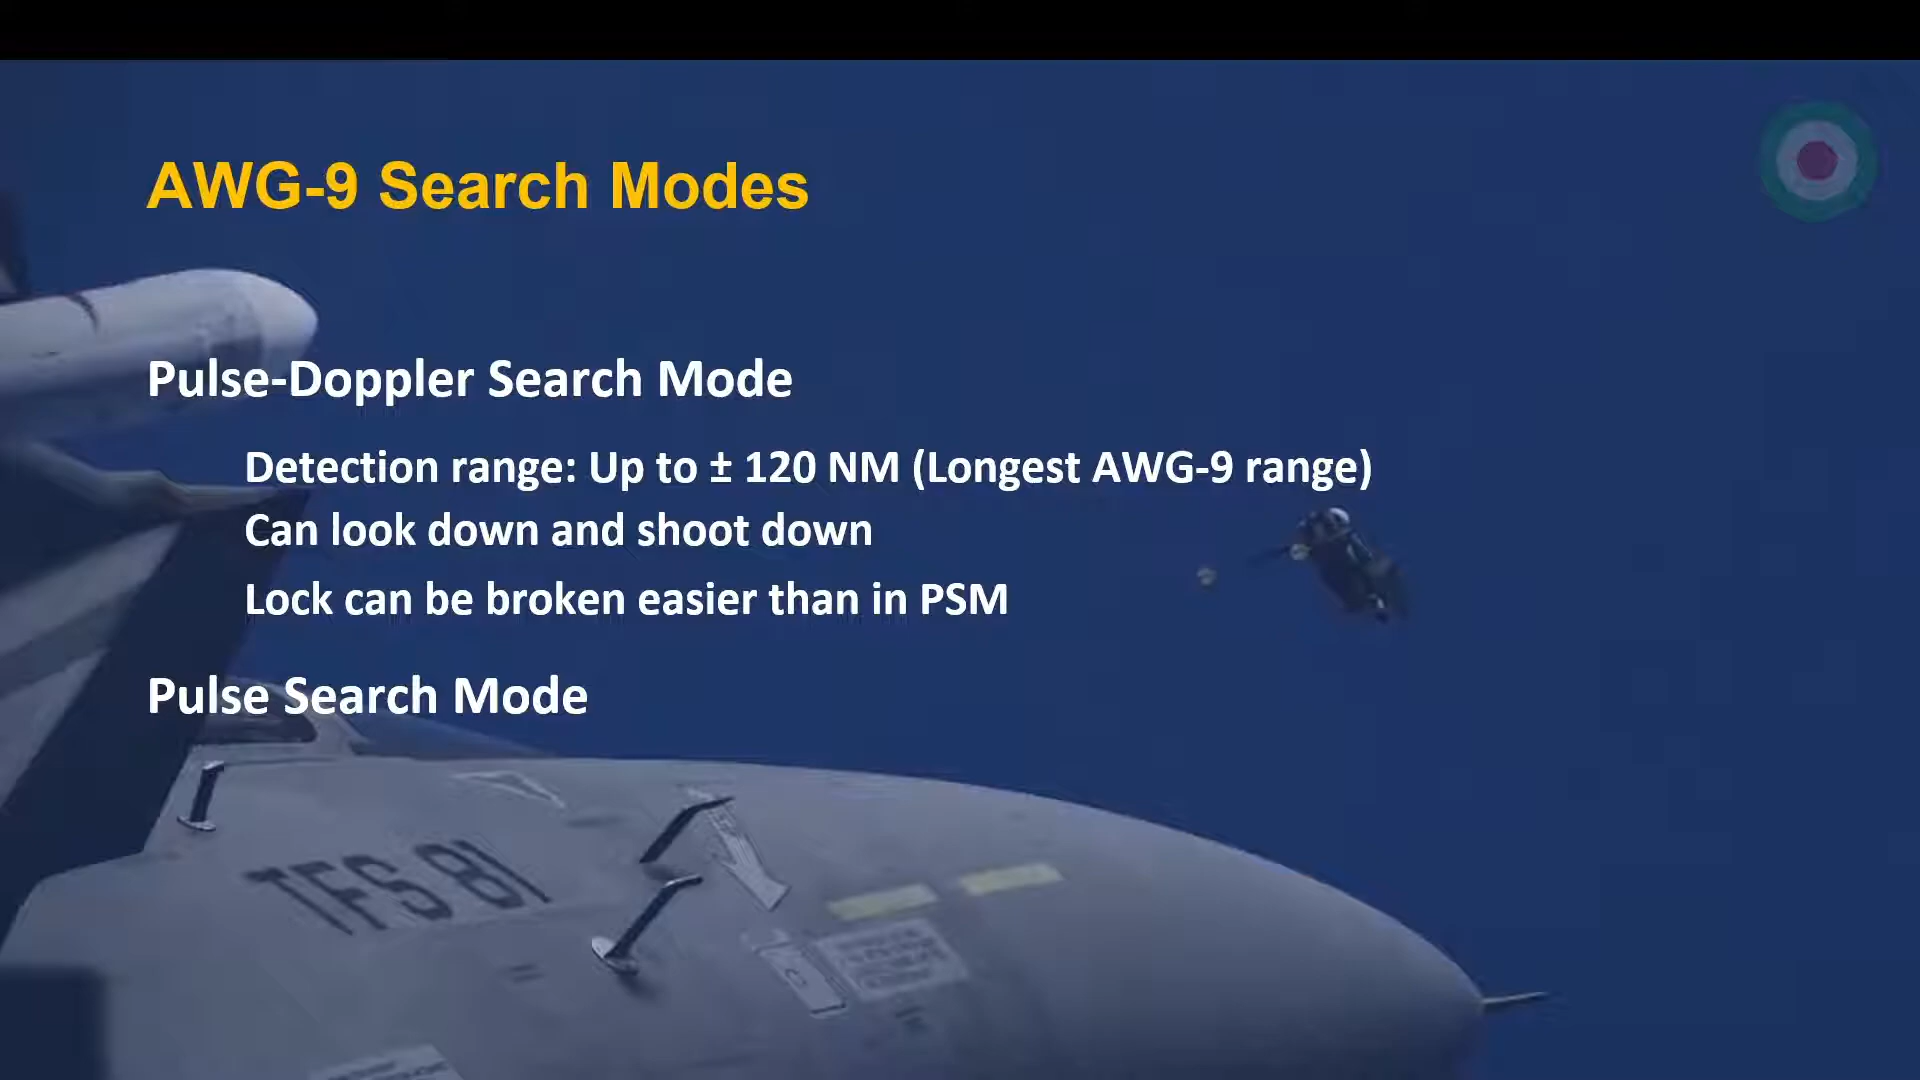 AWG-9 Search Modes
Pulse-Doppler Search Mode
Detection range: Up to ± 120 NM (Longest AWG-9 range)
Can look down and shoot down
Lock can be broken easier than in PSM
Pulse Search Mode
TFS 81